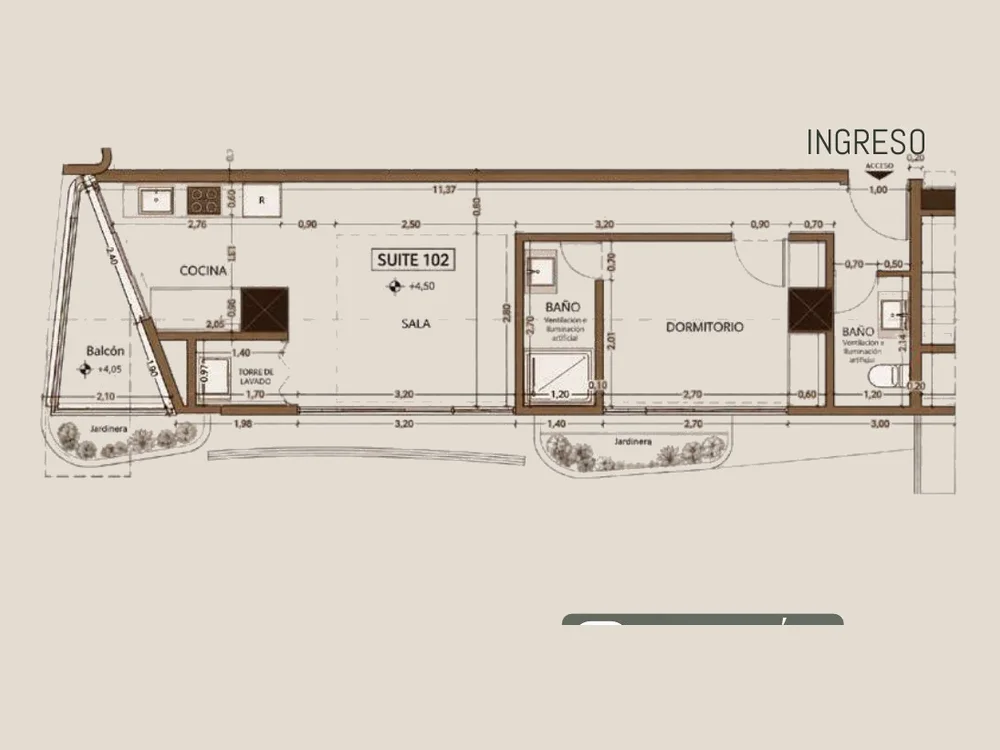 INGRESO
ACCESO
0,20
1,00
11,37
0,60
0,80
R
2,76
0,90
2,50
3,20
0,90
0,70
COCINA
SUITE 102
+4,50
SALA
2,40
2,05
2,80
0,70
BAÑO
Ventilación e
Iluminación
artificial
2,70
2,01
DORMITORIO
0,70
0,50
BAÑO
Ventilación e
Iluminación
artificial
2,14
Balcón
+4,05
1,90
1,40
0,97
TORRE DE
LAVADO
2,10
1,70
3,20
1,20
0,10
2,70
0,60
1,20
0,20
1,98
3,20
1,40
2,70
3,00
Jardinera
Jardinera